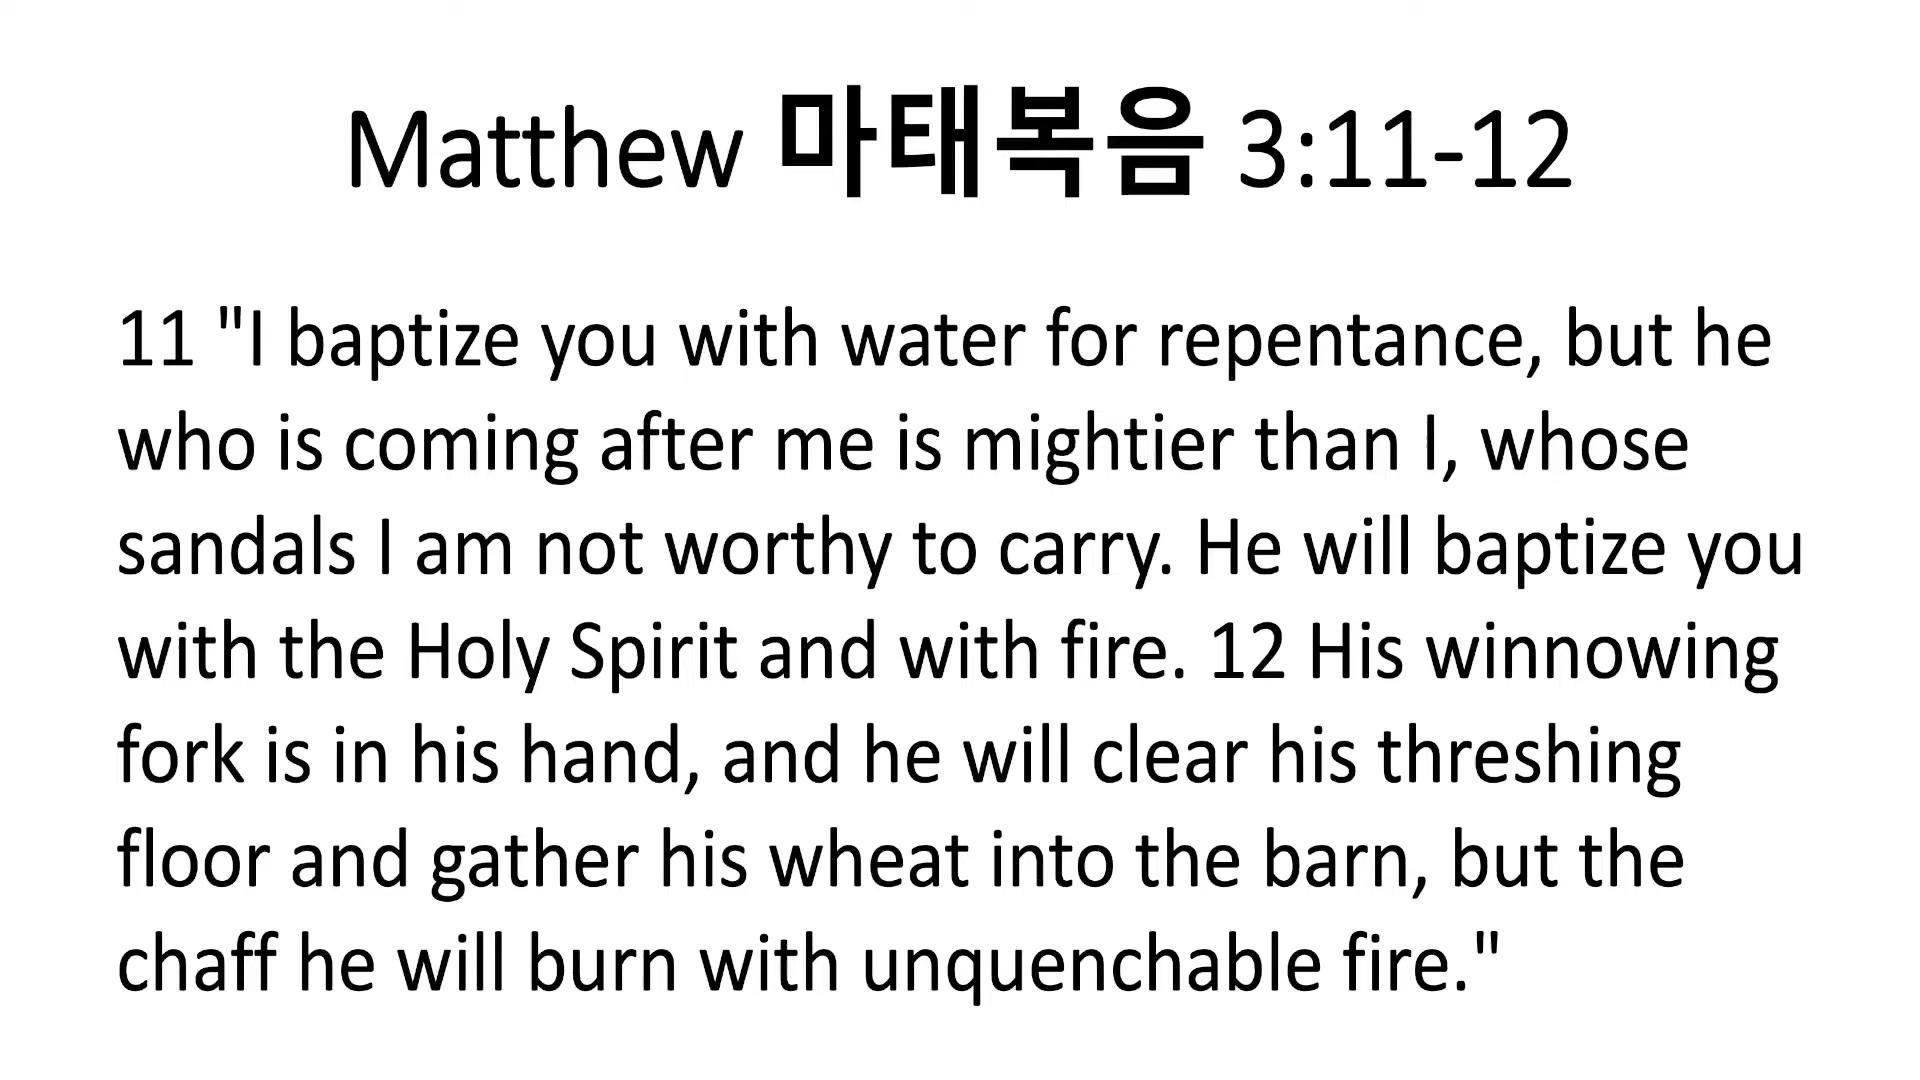 Matthew 마태복음 3:11-12
11 "I baptize you with water for repentance, but he
who is coming after me is mightier than I, whose
sandals I am not worthy to carry. He will baptize you
with the Holy Spirit and with fire. 12 His winnowing
fork is in his hand, and he will clear his threshing
floor and gather his wheat into the barn, but the
chaff he will burn with unquenchable fire."